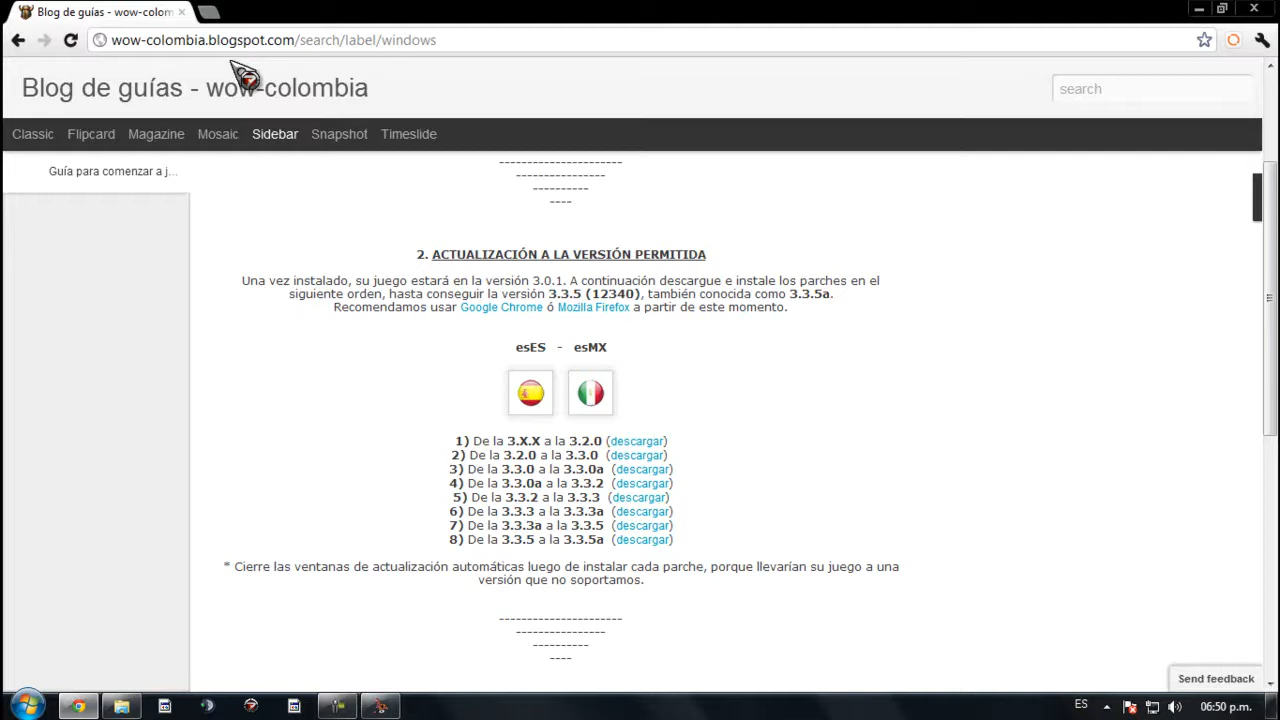 Blog de guías - wow-colom
wow-colombia.blogspot.com/search/label/windows
Blog de guías - wow-colombia
search
Classic Flipcard Magazine Mosaic Sidebar Snapshot Timeslide
Guía para comenzar a j...
----------------------
----------------
----------
----
2. ACTUALIZACIÓN A LA VERSIÓN PERMITIDA
Una vez instalado, su juego estará en la versión 3.0.1. A continuación descargue e instale los parches en el
siguiente orden, hasta conseguir la versión 3.3.5 (12340), también conocida como 3.3.5a.
Recomendamos usar Google Chrome ó Mozilla Firefox a partir de este momento.
esES - esMX
1) De la 3.X.X a la 3.2.0 (descargar)
2) De la 3.2.0 a la 3.3.0 (descargar)
3) De la 3.3.0 a la 3.3.0a (descargar)
4) De la 3.3.0a a la 3.3.2 (descargar)
5) De la 3.3.2 a la 3.3.3 (descargar)
6) De la 3.3.3 a la 3.3.3a (descargar)
7) De la 3.3.3a a la 3.3.5 (descargar)
8) De la 3.3.5 a la 3.3.5a (descargar)
* Cierre las ventanas de actualización automáticas luego de instalar cada parche, porque llevarían su juego a una
versión que no soportamos.
----------------------
----------------
----------
----
Send feedback
ES 06:50 p.m.